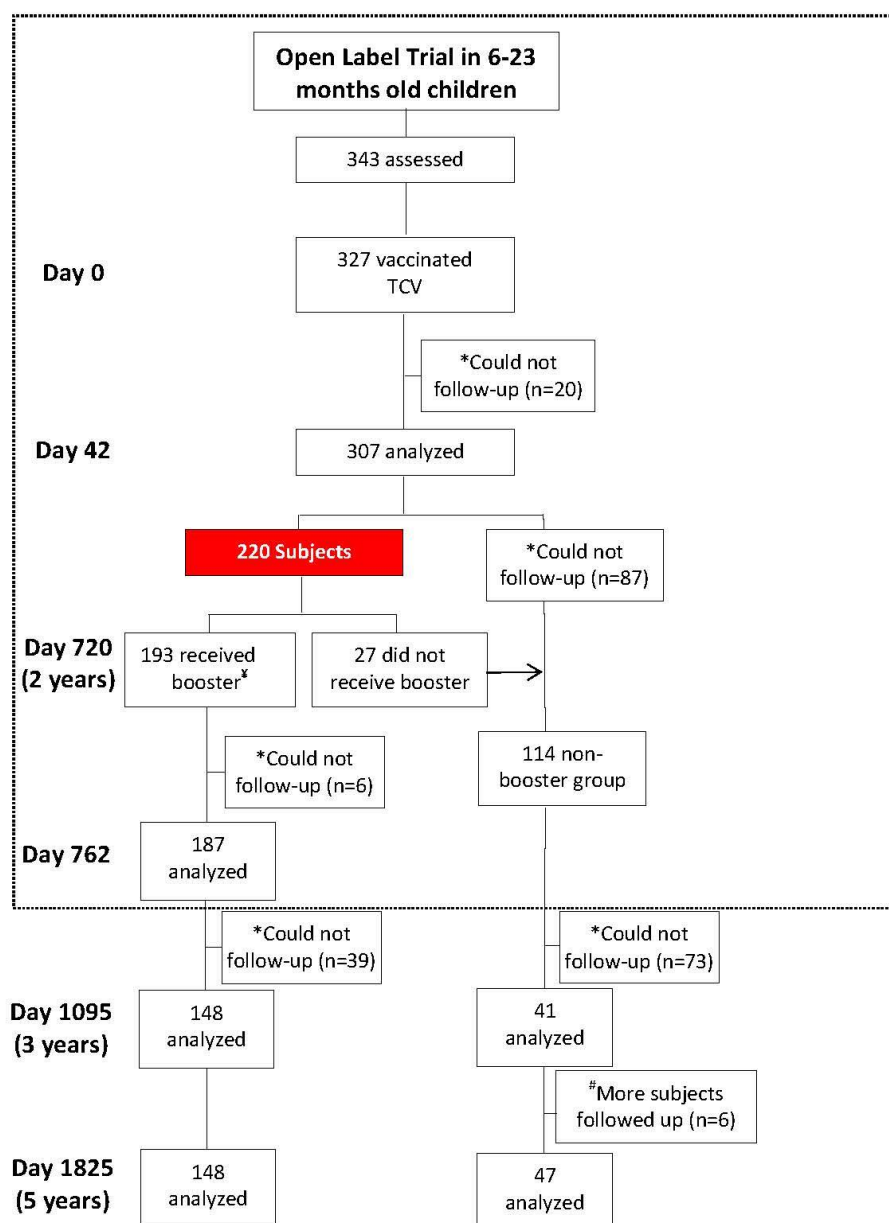 Open Label Trial in 6-23
months old children
343 assessed
Day 0
327 vaccinated
TCV
*Could not
follow-up (n=20)
Day 42
307 analyzed
220 Subjects
*Could not
follow-up (n=87)
Day 720
(2 years)
193 received
booster¥
27 did not
receive booster
114 non-
booster group
*Could not
follow-up (n=6)
Day 762
187
analyzed
*Could not
follow-up (n=39)
*Could not
follow-up (n=73)
Day 1095
(3 years)
148
analyzed
41
analyzed
#More subjects
followed up (n=6)
Day 1825
(5 years)
148
analyzed
47
analyzed